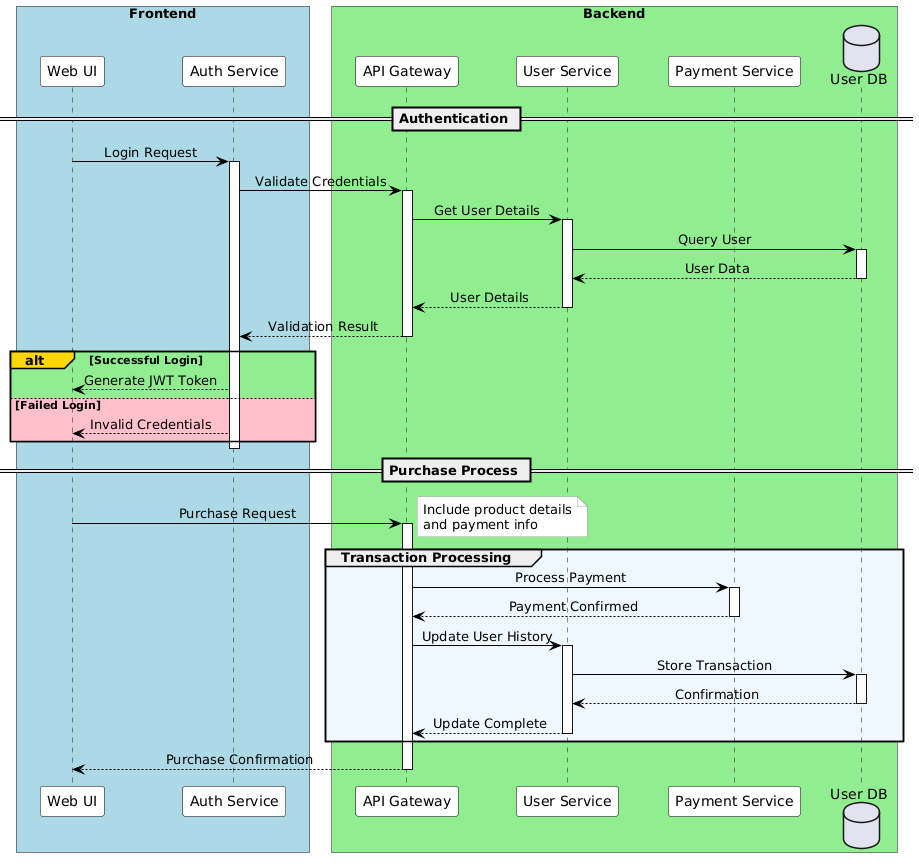 Frontend
Backend
Web UI
Auth Service
API Gateway
User Service
Payment Service
User DB
Authentication
Login Request
Validate Credentials
Get User Details
Query User
User Data
User Details
Validation Result
alt
[Successful Login]
Generate JWT Token
[Failed Login]
Invalid Credentials
Purchase Process
Purchase Request
Include product details
and payment info
Transaction Processing
Process Payment
Payment Confirmed
Update User History
Store Transaction
Confirmation
Update Complete
Purchase Confirmation
Web UI
Auth Service
API Gateway
User Service
Payment Service
User DB